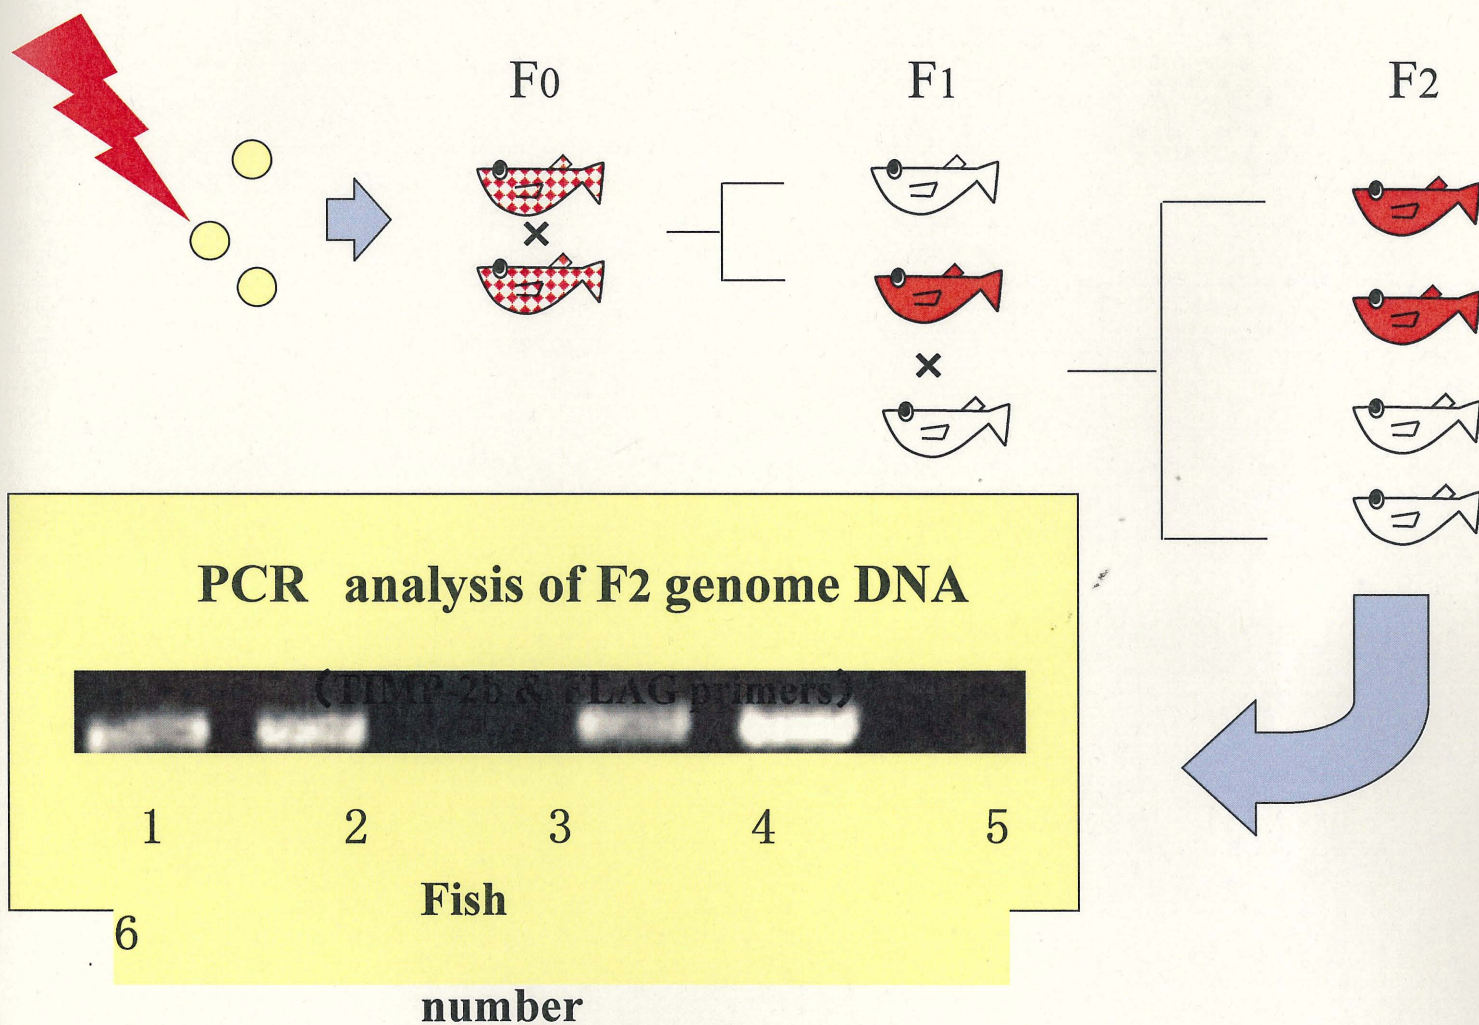 F0
F1
F2
PCR analysis of F2 genome DNA
(TIMP-2b & FLAG primers)
1 2 3 4 5
Fish
6
number